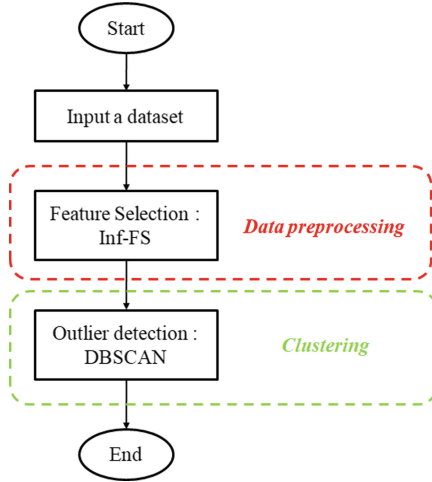 Start
Input a dataset
Feature Selection :
Inf-FS
Data preprocessing
Outlier detection :
DBSCAN
Clustering
End